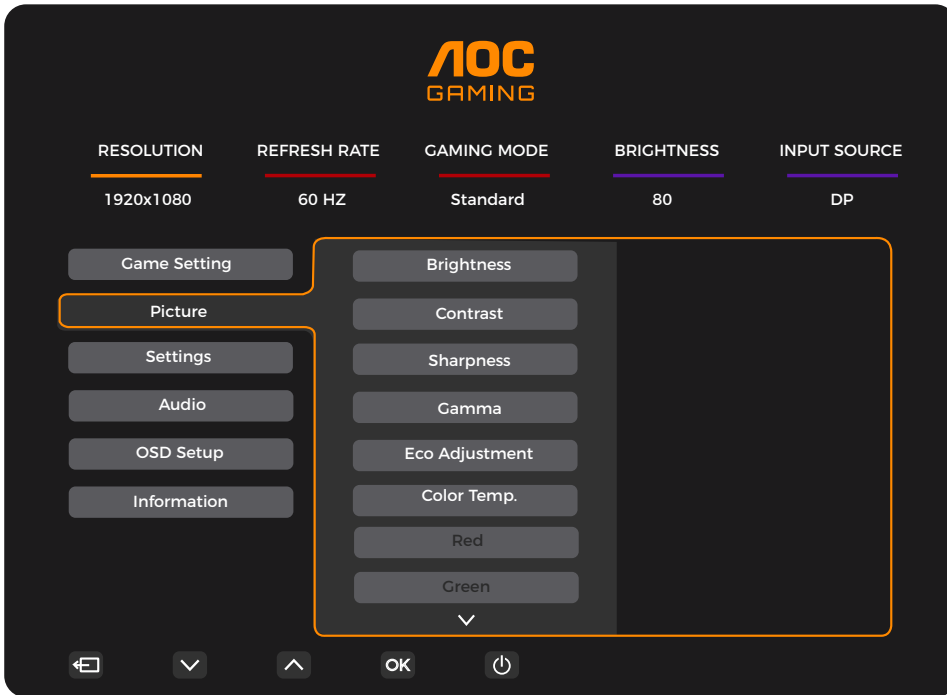 AOC
GAMING
RESOLUTION REFRESH RATE GAMING MODE BRIGHTNESS INPUT SOURCE
1920x1080 60 HZ Standard 80 DP
Game Setting
Picture
Settings
Audio
OSD Setup
Information
Brightness
Contrast
Sharpness
Gamma
Eco Adjustment
Color Temp.
Red
Green
OK